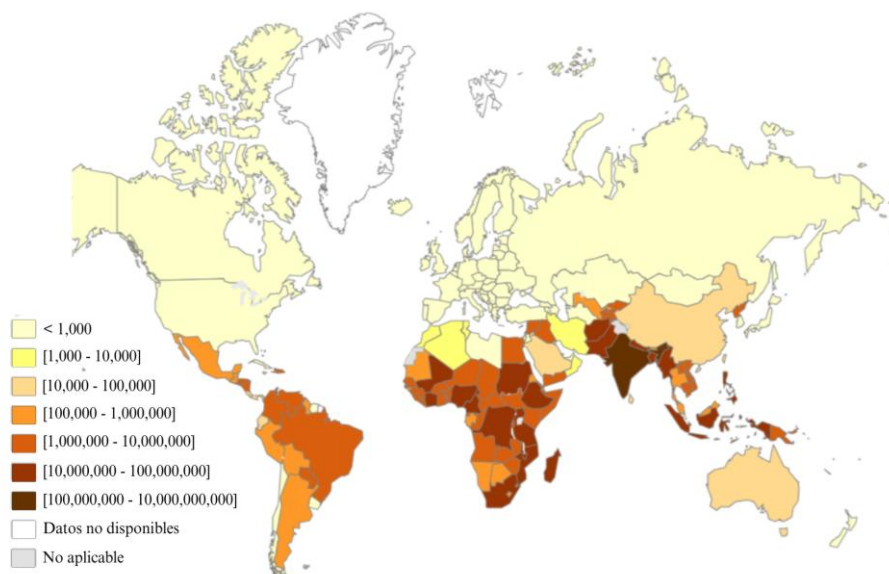 < 1,000
[1,000 - 10,000]
[10,000 - 100,000]
[100,000 - 1,000,000]
[1,000,000 - 10,000,000]
[10,000,000 - 100,000,000]
[100,000,000 - 10,000,000,000]
Datos no disponibles
No aplicable